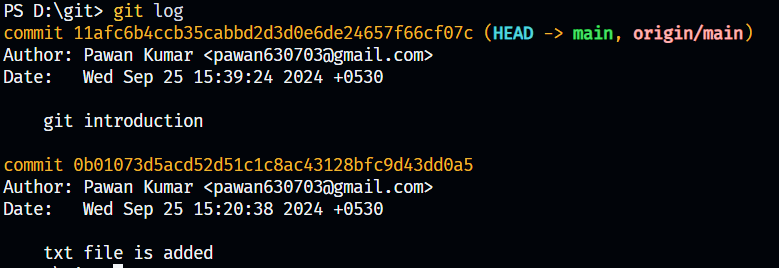 PS D:\git> git log
commit 11afc6b4ccb35cabbd2d3d0e6de24657f66cf07c (HEAD -> main, origin/main)
Author: Pawan Kumar <pawan630703@gmail.com>
Date:   Wed Sep 25 15:39:24 2024 +0530
    git introduction
commit 0b01073d5acd52d51c1c8ac43128bfc9d43dd0a5
Author: Pawan Kumar <pawan630703@gmail.com>
Date:   Wed Sep 25 15:20:38 2024 +0530
    txt file is added